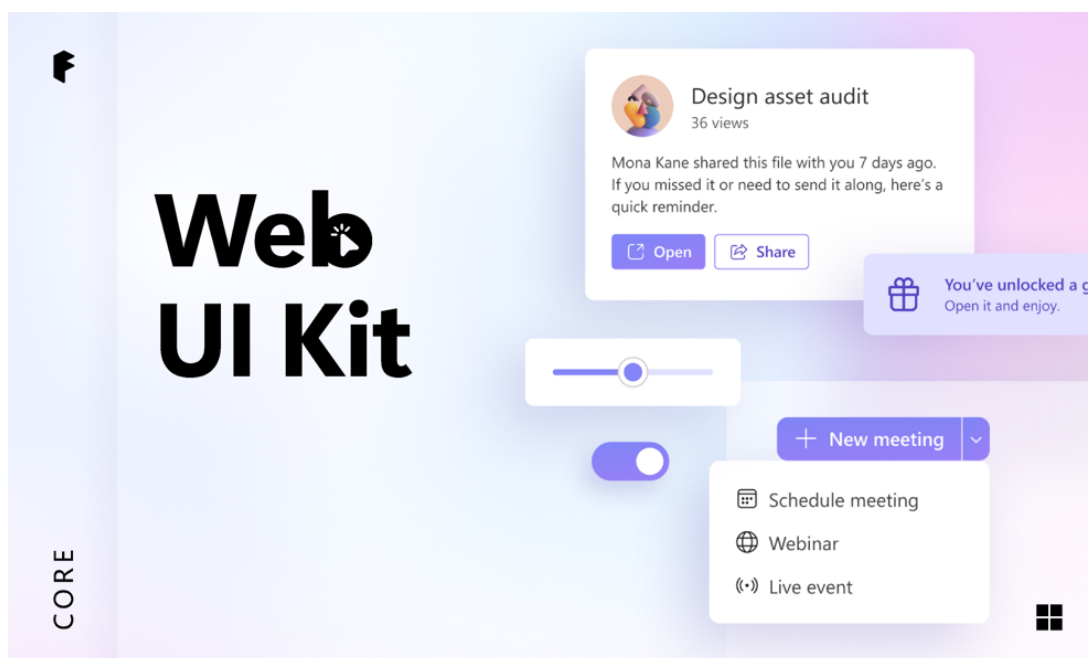 Web
UI Kit
CORE
Design asset audit
36 views
Mona Kane shared this file with you 7 days ago.
If you missed it or need to send it along, here's a
quick reminder.
Open
Share
You've unlocked a g
Open it and enjoy.
New meeting
Schedule meeting
Webinar
Live event